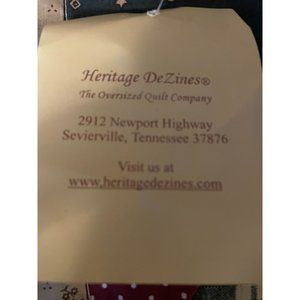 Heritage DeZines®
The Oversized Quilt Company
2912 Newport Highway
Sevierville, Tennessee 37876
Visit us at
www.heritagedezines.com